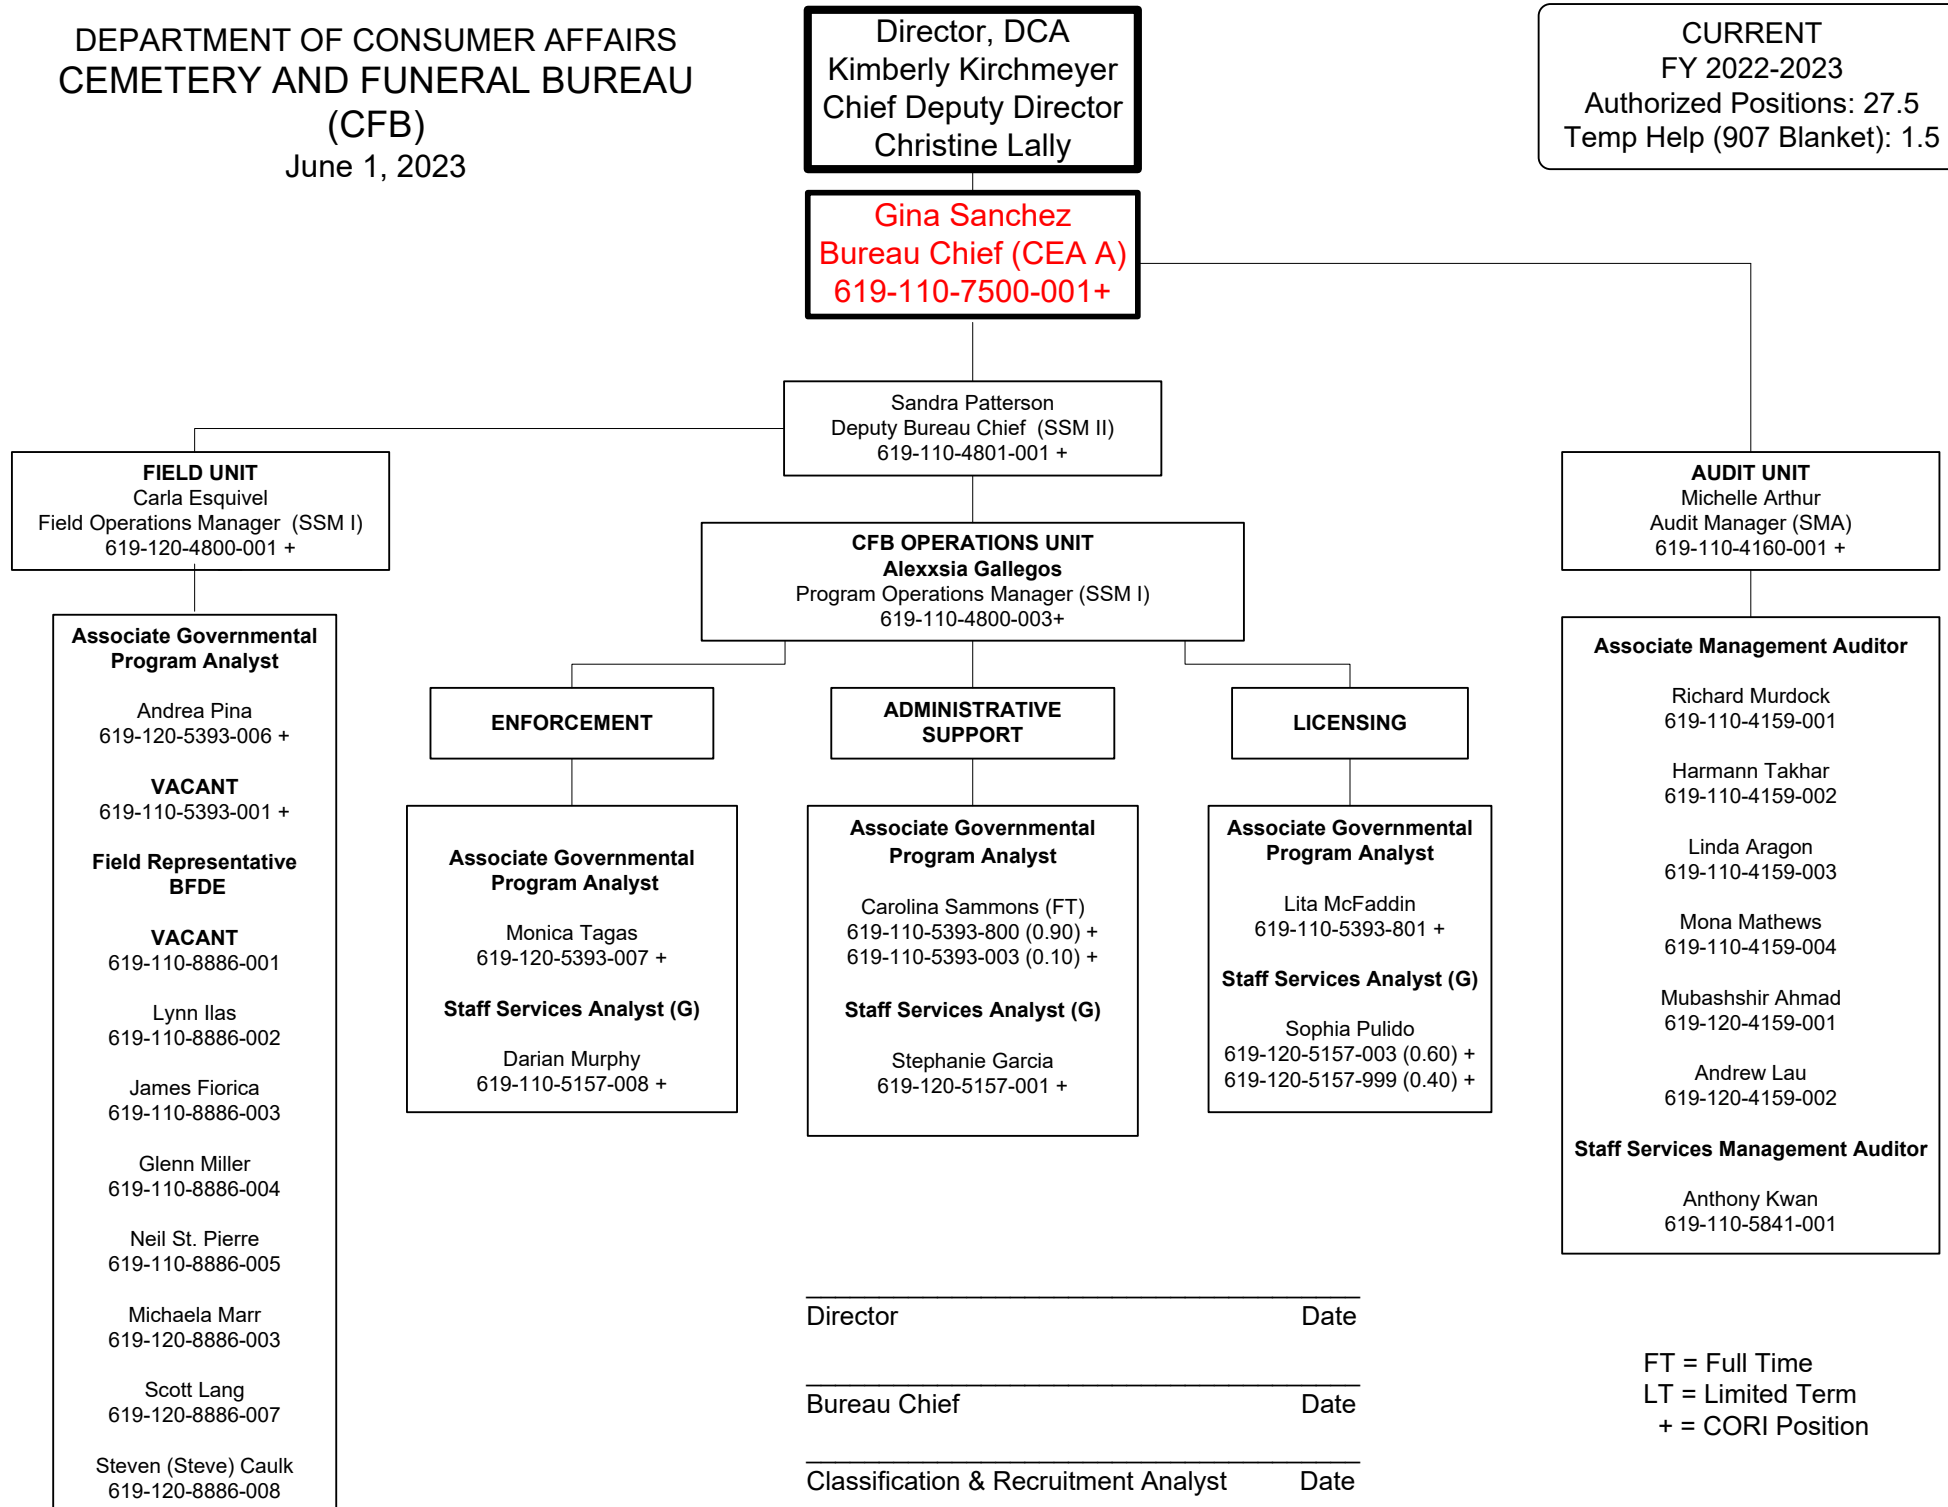 DEPARTMENT OF CONSUMER AFFAIRS
CEMETERY AND FUNERAL BUREAU
(CFB)
June 1, 2023
Director, DCA
Kimberly Kirchmeyer
Chief Deputy Director
Christine Lally
CURRENT
FY 2022-2023
Authorized Positions: 27.5
Temp Help (907 Blanket): 1.5
Gina Sanchez
Bureau Chief (CEA A)
619-110-7500-001+
Sandra Patterson
Deputy Bureau Chief (SSM II)
619-110-4801-001 +
FIELD UNIT
Carla Esquivel
Field Operations Manager (SSM I)
619-120-4800-001 +
CFB OPERATIONS UNIT
Alexxsia Gallegos
Program Operations Manager (SSM I)
619-110-4800-003+
AUDIT UNIT
Michelle Arthur
Audit Manager (SMA)
619-110-4160-001 +
Associate Governmental
Program Analyst
Andrea Pina
619-120-5393-006 +
VACANT
619-110-5393-001 +
Field Representative
BFDE
VACANT
619-110-8886-001
Lynn Ilas
619-110-8886-002
James Fiorica
619-110-8886-003
Glenn Miller
619-110-8886-004
Neil St. Pierre
619-110-8886-005
Michaela Marr
619-120-8886-003
Scott Lang
619-120-8886-007
Steven (Steve) Caulk
619-120-8886-008
ENFORCEMENT
Associate Governmental
Program Analyst
Monica Tagas
619-120-5393-007 +
Staff Services Analyst (G)
Darian Murphy
619-110-5157-008 +
ADMINISTRATIVE
SUPPORT
Associate Governmental
Program Analyst
Carolina Sammons (FT)
619-110-5393-800 (0.90) +
619-110-5393-003 (0.10) +
Staff Services Analyst (G)
Stephanie Garcia
619-120-5157-001 +
LICENSING
Associate Governmental
Program Analyst
Lita McFaddin
619-110-5393-801 +
Staff Services Analyst (G)
Sophia Pulido
619-120-5157-003 (0.60) +
619-120-5157-999 (0.40) +
Associate Management Auditor
Richard Murdock
619-110-4159-001
Harmann Takhar
619-110-4159-002
Linda Aragon
619-110-4159-003
Mona Mathews
619-110-4159-004
Mubashshir Ahmad
619-120-4159-001
Andrew Lau
619-120-4159-002
Staff Services Management Auditor
Anthony Kwan
619-110-5841-001
Director Date
Bureau Chief Date
Classification & Recruitment Analyst Date
FT = Full Time
LT = Limited Term
+ = CORI Position